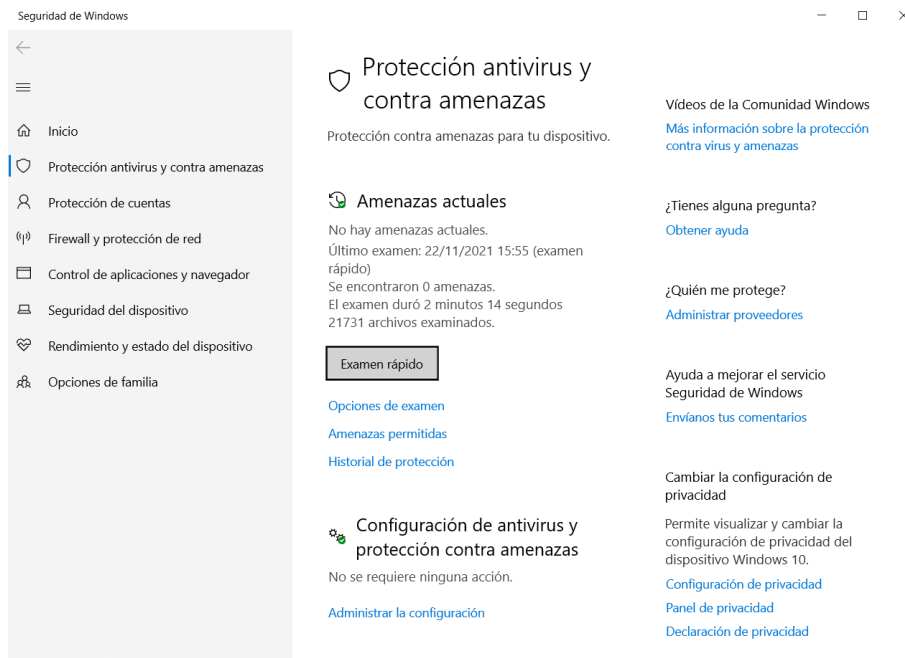 Seguridad de Windows
Inicio
Protección antivirus y contra amenazas
Protección de cuentas
Firewall y protección de red
Control de aplicaciones y navegador
Seguridad del dispositivo
Rendimiento y estado del dispositivo
Opciones de familia
Protección antivirus y
contra amenazas
Protección contra amenazas para tu dispositivo.
Amenazas actuales
No hay amenazas actuales.
Último examen: 22/11/2021 15:55 (examen
rápido)
Se encontraron 0 amenazas.
El examen duró 2 minutos 14 segundos
21731 archivos examinados.
Examen rápido
Opciones de examen
Amenazas permitidas
Historial de protección
Configuración de antivirus y
protección contra amenazas
No se requiere ninguna acción.
Administrar la configuración
Vídeos de la Comunidad Windows
Más información sobre la protección
contra virus y amenazas
¿Tienes alguna pregunta?
Obtener ayuda
¿Quién me protege?
Administrar proveedores
Ayuda a mejorar el servicio
Seguridad de Windows
Envíanos tus comentarios
Cambiar la configuración de
privacidad
Permite visualizar y cambiar la
configuración de privacidad del
dispositivo Windows 10.
Configuración de privacidad
Panel de privacidad
Declaración de privacidad